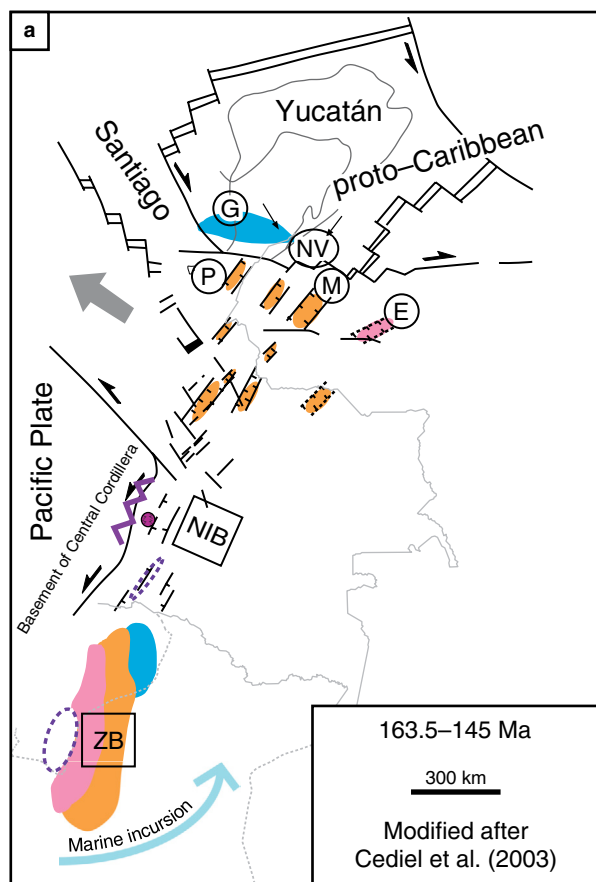 a
Yucatán
Santiago
proto–Caribbean
G
NV
P
M
E
Pacific Plate
Basement of Central Cordillera
NIB
ZB
Marine incursion
163.5–145 Ma
300 km
Modified after
Cediel et al. (2003)